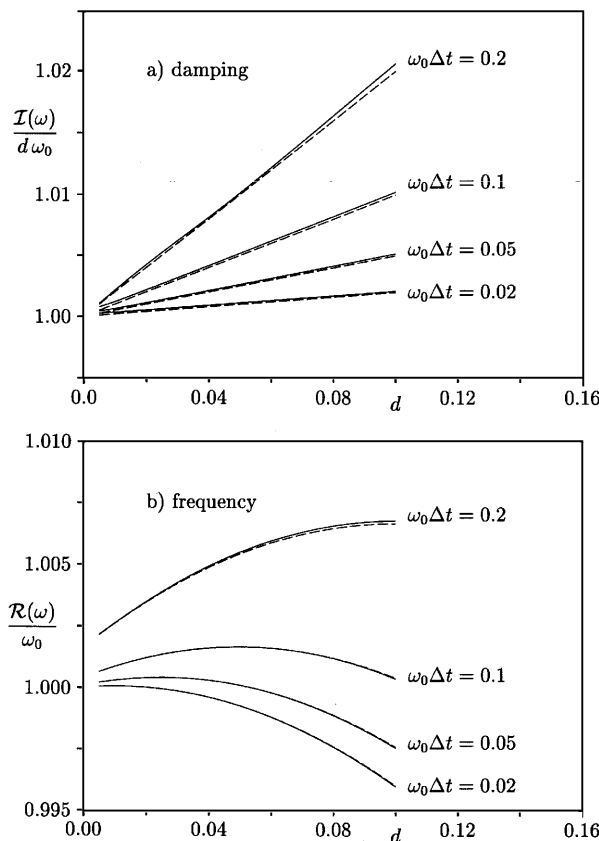 1.02
a) damping
ω₀Δt = 0.2
ℐ(ω)
d ω₀
1.01
ω₀Δt = 0.1
ω₀Δt = 0.05
ω₀Δt = 0.02
1.00
0.0 0.04 0.08 d 0.12 0.16
1.010
b) frequency
ω₀Δt = 0.2
1.005
ℛ(ω)
ω₀
1.000
ω₀Δt = 0.1
ω₀Δt = 0.05
ω₀Δt = 0.02
0.995
0.00 0.04 0.08 d 0.12 0.16